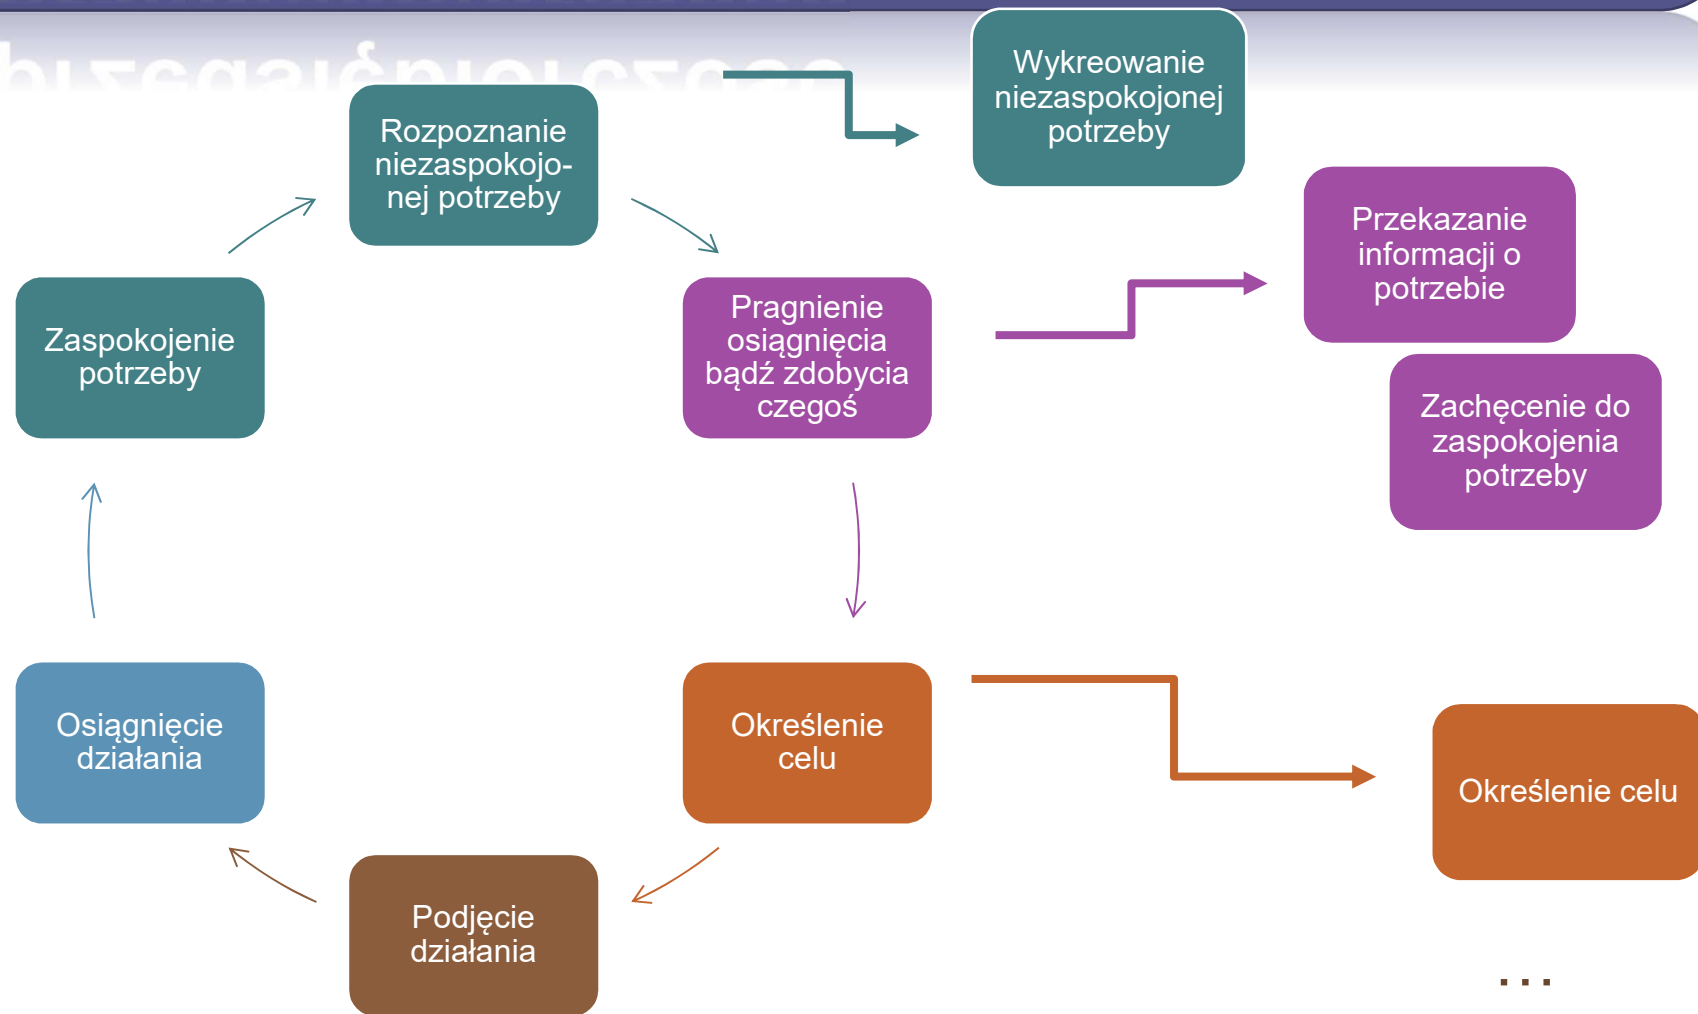 Rozpoznanie
niezaspokojo-
nej potrzeby
Wykreowanie
niezaspokojonej
potrzeby
Zaspokojenie
potrzeby
Pragnienie
osiągnięcia
bądź zdobycia
czegoś
Przekazanie
informacji o
potrzebie
Zachęcenie do
zaspokojenia
potrzeby
Osiągnięcie
działania
Określenie
celu
Określenie celu
Podjęcie
działania
...